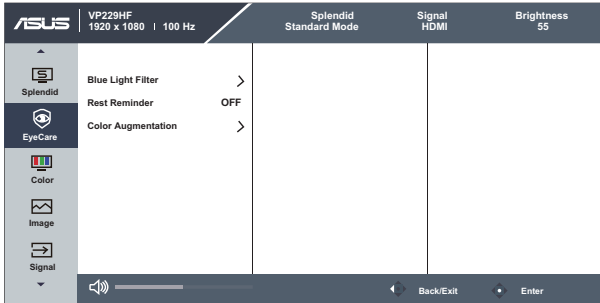 ASUS
VP229HF
1920 x 1080 | 100 Hz
Splendid
Standard Mode
Signal
HDMI
Brightness
55
S
Splendid
EyeCare
Color
Image
Signal
Blue Light Filter
Rest Reminder OFF
Color Augmentation
Back/Exit
Enter